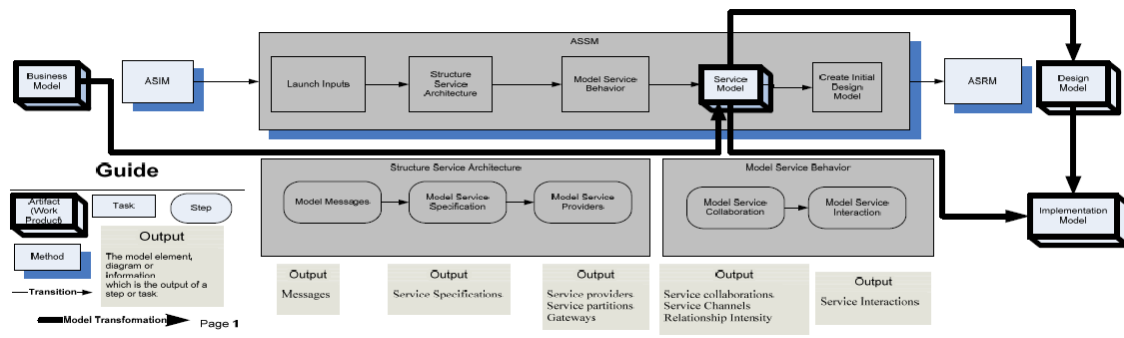 ASSM
Business
Model
ASIM
Launch Inputs
Structure
Service
Architecture
Model Service
Behavior
Service
Model
Create Initial
Design
Model
ASRM
Design
Model
Guide
Artifact
(Work
Product)
Task
Step
Method
Output
The model element,
diagram or
information
which is the output of a
step or task
Transition
Model Transformation
Page 1
Structure Service Architecture
Model Messages
Model Service
Specification
Model Service
Providers
Model Service Behavior
Model Service
Collaboration
Model Service
Interaction
Implementation
Model
Output
Messages
Output
Service Specifications
Output
Service providers
Service partitions
Gateways
Output
Service collaborations
Service Channels
Relationship Intensity
Output
Service Interactions